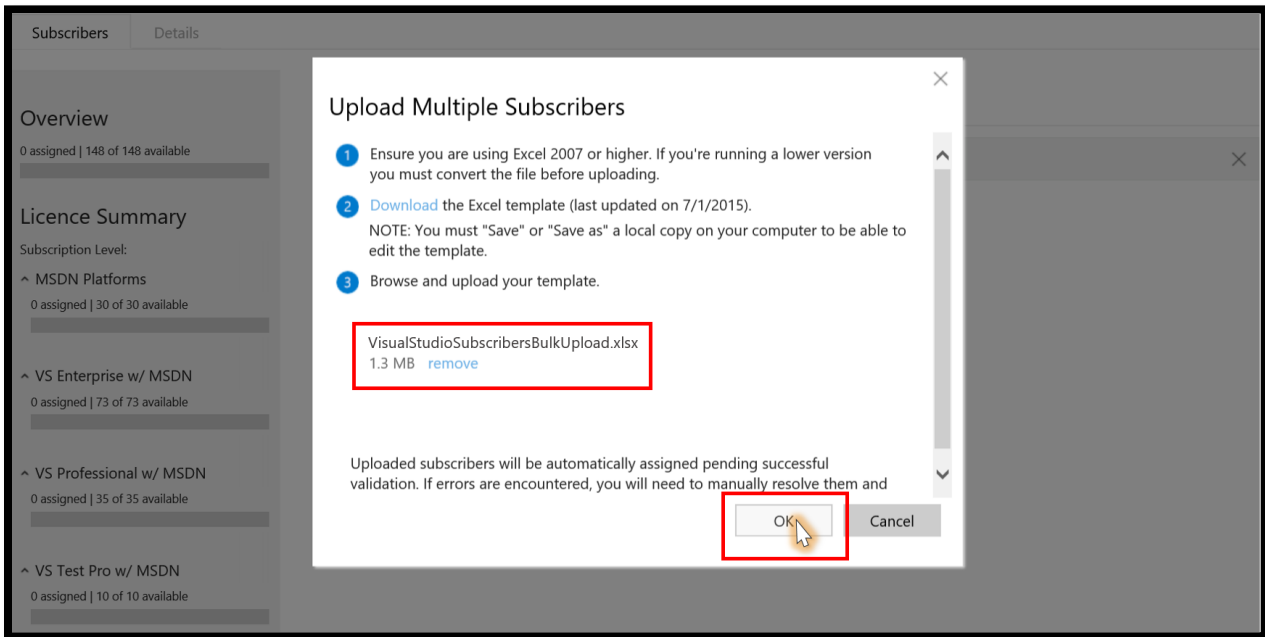 Subscribers
Details
Overview
0 assigned | 148 of 148 available
Licence Summary
Subscription Level:
MSDN Platforms
0 assigned | 30 of 30 available
VS Enterprise w/ MSDN
0 assigned | 73 of 73 available
VS Professional w/ MSDN
0 assigned | 35 of 35 available
VS Test Pro w/ MSDN
0 assigned | 10 of 10 available
Upload Multiple Subscribers
1 Ensure you are using Excel 2007 or higher. If you're running a lower version
you must convert the file before uploading.
2 Download the Excel template (last updated on 7/1/2015).
NOTE: You must "Save" or "Save as" a local copy on your computer to be able to
edit the template.
3 Browse and upload your template.
VisualStudioSubscribersBulkUpload.xlsx
1.3 MB remove
Uploaded subscribers will be automatically assigned pending successful
validation. If errors are encountered, you will need to manually resolve them and
OK
Cancel